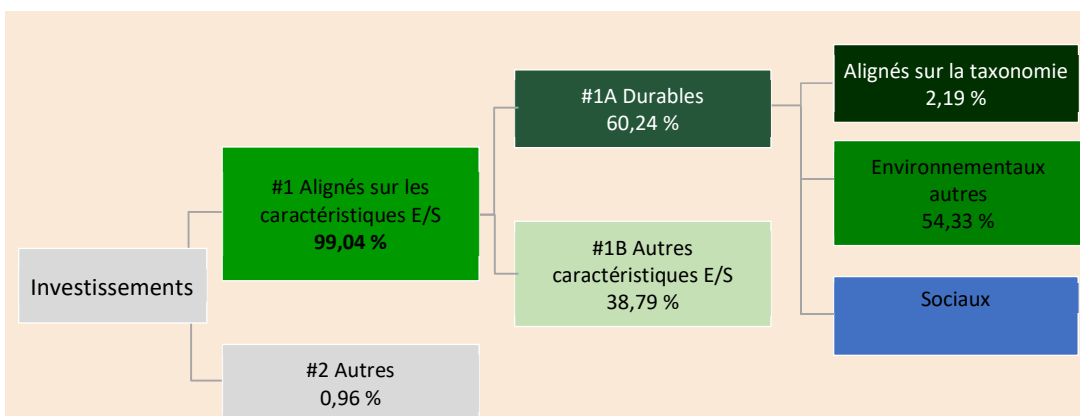 Investissements
#1 Alignés sur les
caractéristiques E/S
99,04 %
#2 Autres
0,96 %
#1A Durables
60,24 %
#1B Autres
caractéristiques E/S
38,79 %
Alignés sur la taxonomie
2,19 %
Environnementaux
autres
54,33 %
Sociaux